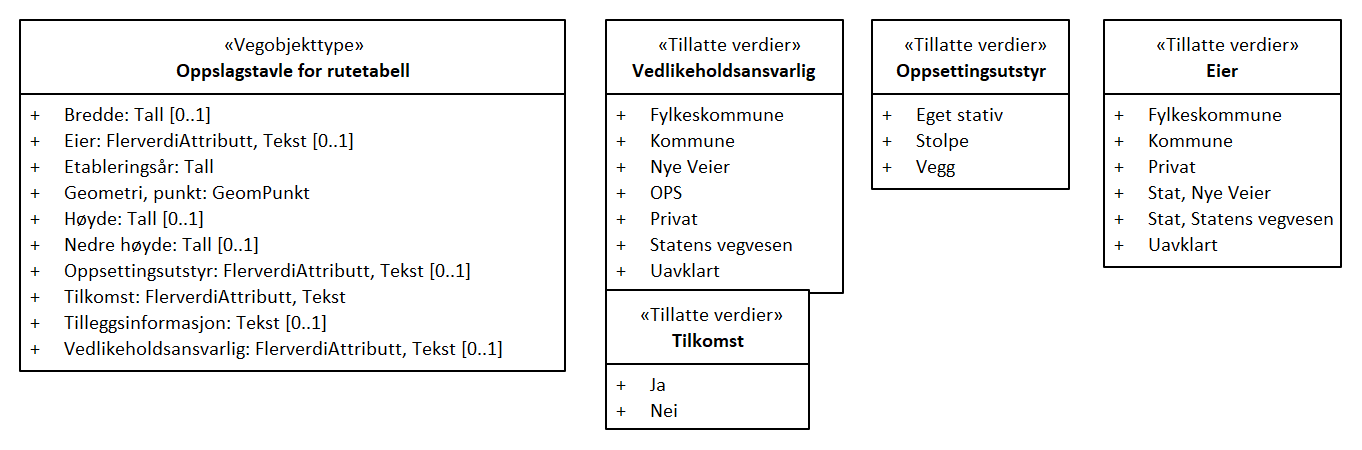 «Vegobjekttype»
Oppslagstavle for rutetabell
+ Bredde: Tall [0..1]
+ Eier: FlerverdiAttributt, Tekst [0..1]
+ Etableringsår: Tall
+ Geometri, punkt: GeomPunkt
+ Høyde: Tall [0..1]
+ Nedre høyde: Tall [0..1]
+ Oppsettingsutstyr: FlerverdiAttributt, Tekst [0..1]
+ Tilkomst: FlerverdiAttributt, Tekst
+ Tilleggsinformasjon: Tekst [0..1]
+ Vedlikeholdsansvarlig: FlerverdiAttributt, Tekst [0..1]
«Tillatte verdier»
Vedlikeholdsansvarlig
+ Fylkeskommune
+ Kommune
+ Nye Veier
+ OPS
+ Privat
+ Statens vegvesen
+ Uavklart
«Tillatte verdier»
Tilkomst
+ Ja
+ Nei
«Tillatte verdier»
Oppsettingsutstyr
+ Eget stativ
+ Stolpe
+ Vegg
«Tillatte verdier»
Eier
+ Fylkeskommune
+ Kommune
+ Privat
+ Stat, Nye Veier
+ Stat, Statens vegvesen
+ Uavklart